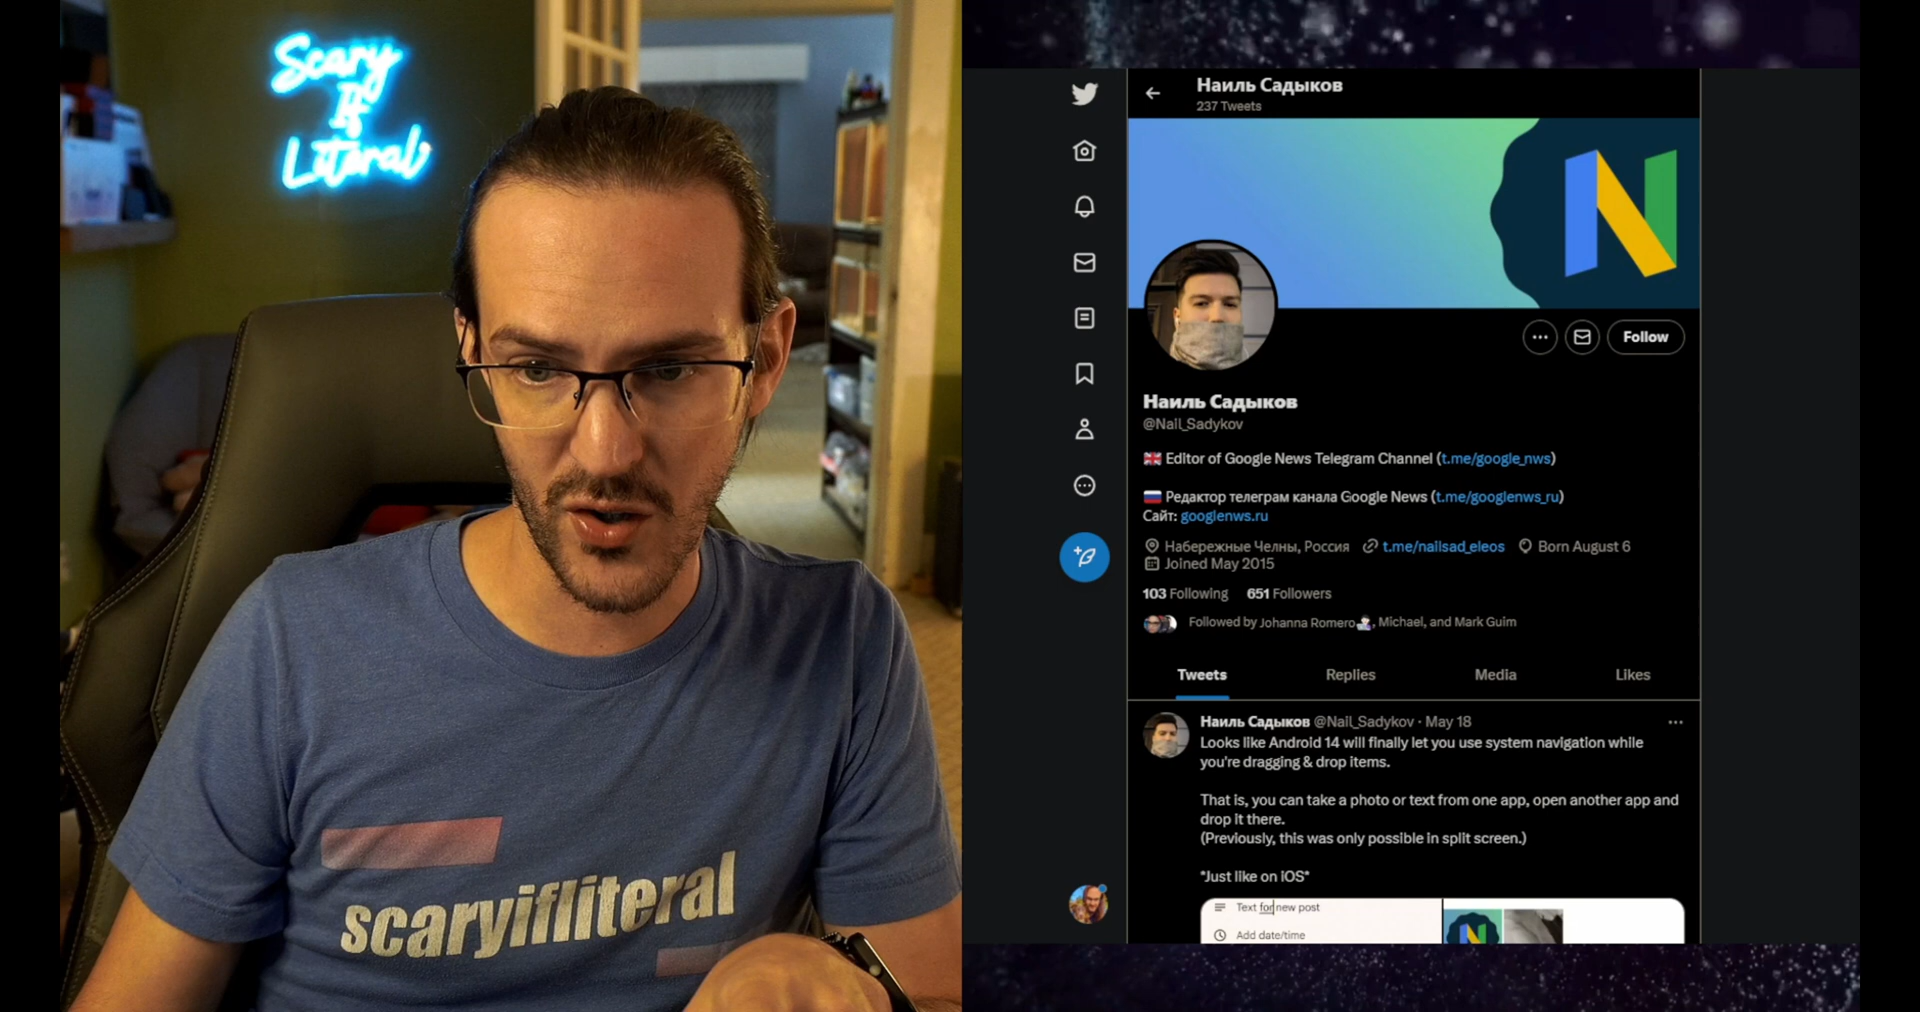 Scary
If
Literal
scaryifliteral
Наиль Садыков
237 Tweets
N
Follow
Наиль Садыков
@Nail_Sadykov
🇬🇧 Editor of Google News Telegram Channel (t.me/google_nws)
🇷🇺 Редактор телеграм канала Google News (t.me/googlenws_ru)
Сайт: googlenws.ru
Набережные Челны, Россия t.me/nailsad_eleos Born August 6
Joined May 2015
103 Following 651 Followers
Followed by Johanna Romero, Michael, and Mark Guim
Tweets Replies Media Likes
Наиль Садыков @Nail_Sadykov · May 18
Looks like Android 14 will finally let you use system navigation while
you're dragging & drop items.
That is, you can take a photo or text from one app, open another app and
drop it there.
(Previously, this was only possible in split screen.)
*Just like on iOS*
Text for new post
Add date/time